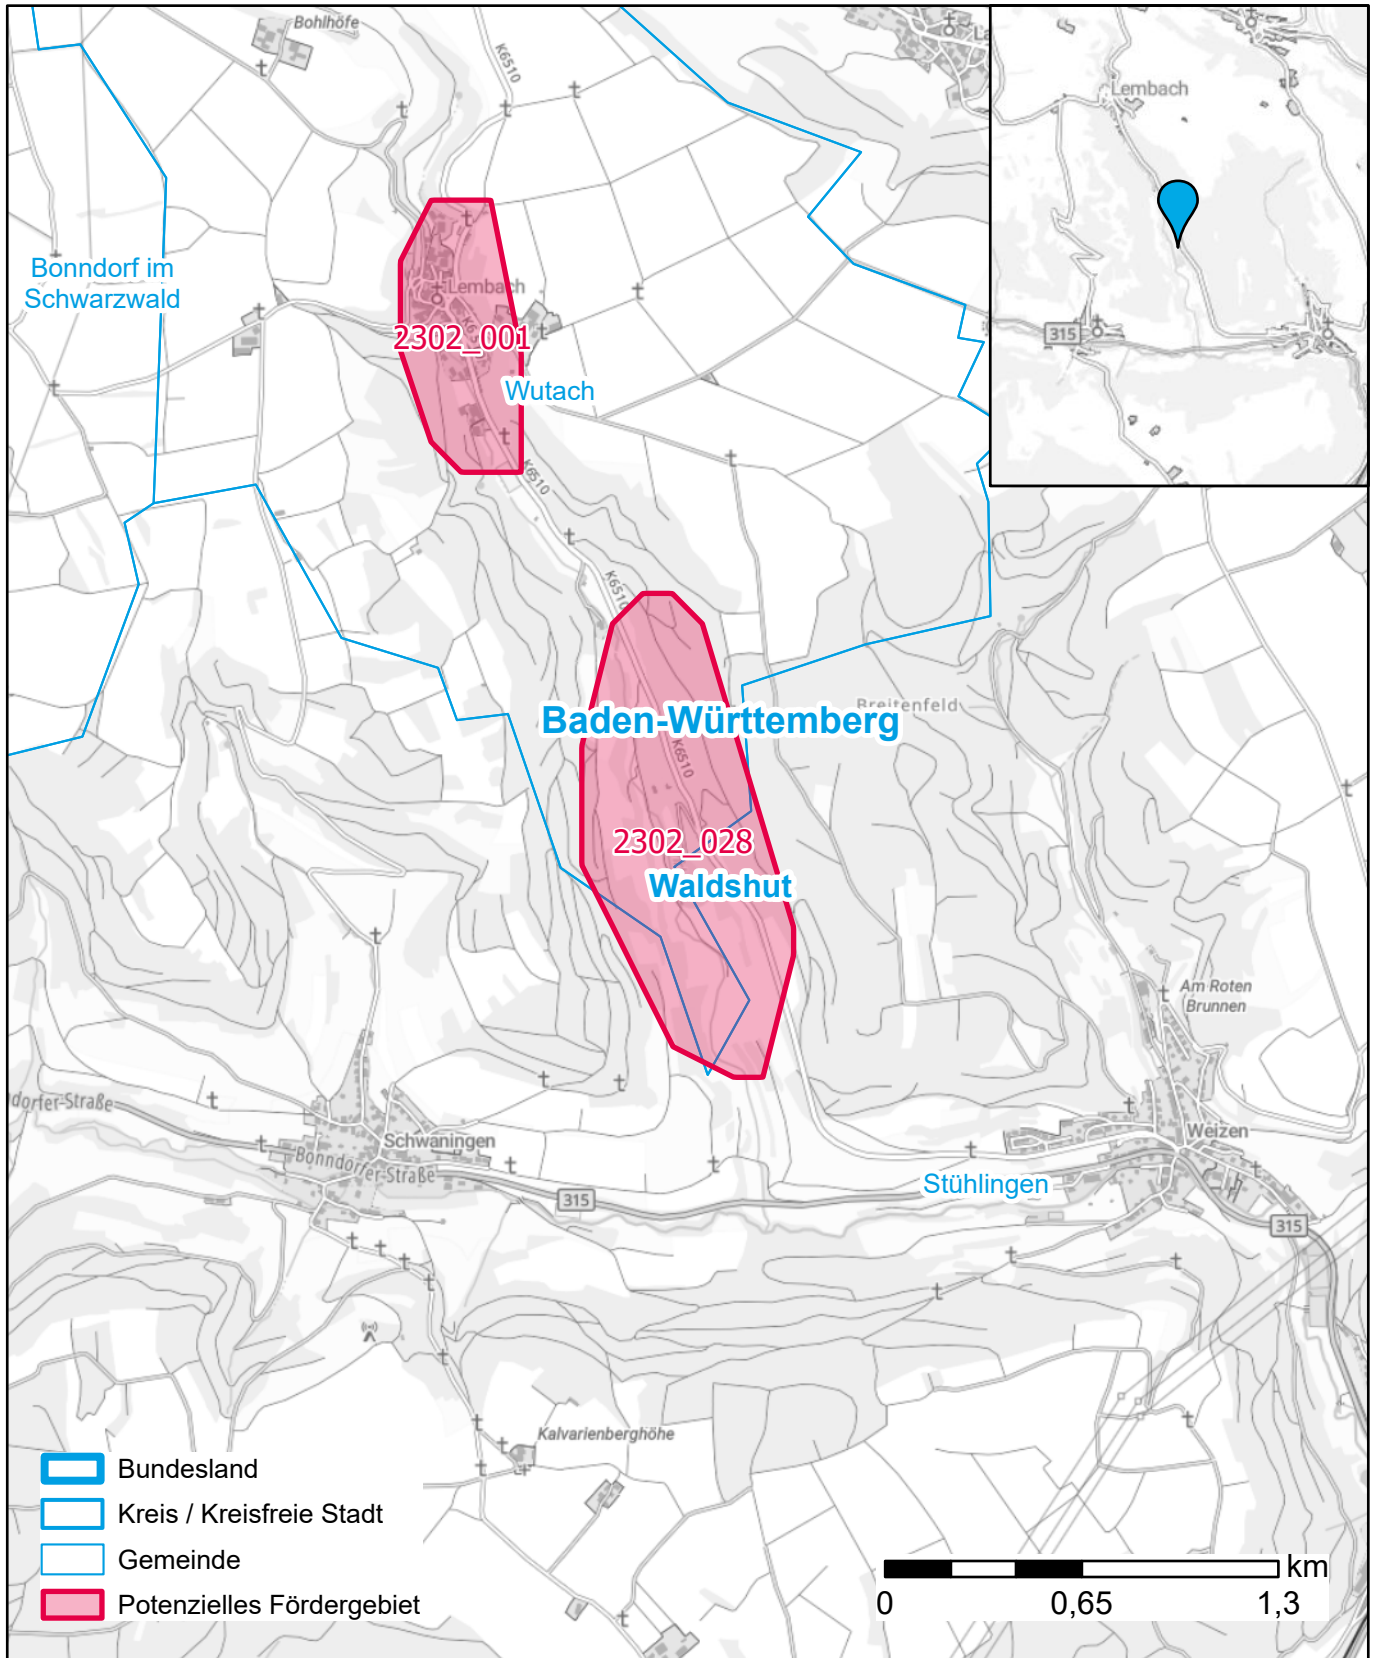 Bohlhöfe
K6510
La
Lembach
315
Bonndorf im
Schwarzwald
Lembach
2302_001
Wutach
K6510
K6510
Breitenfeld
Baden-Württemberg
K6510
2302_028
Waldshut
Am Roten
Brunnen
dorfer-Straße
Schwaningen
Bonndorfer-Straße
Weizen
Stühlingen
315
315
Kalvarienberghöhe
Bundesland
Kreis / Kreisfreie Stadt
Gemeinde
Potenzielles Fördergebiet
km
0 0,65 1,3